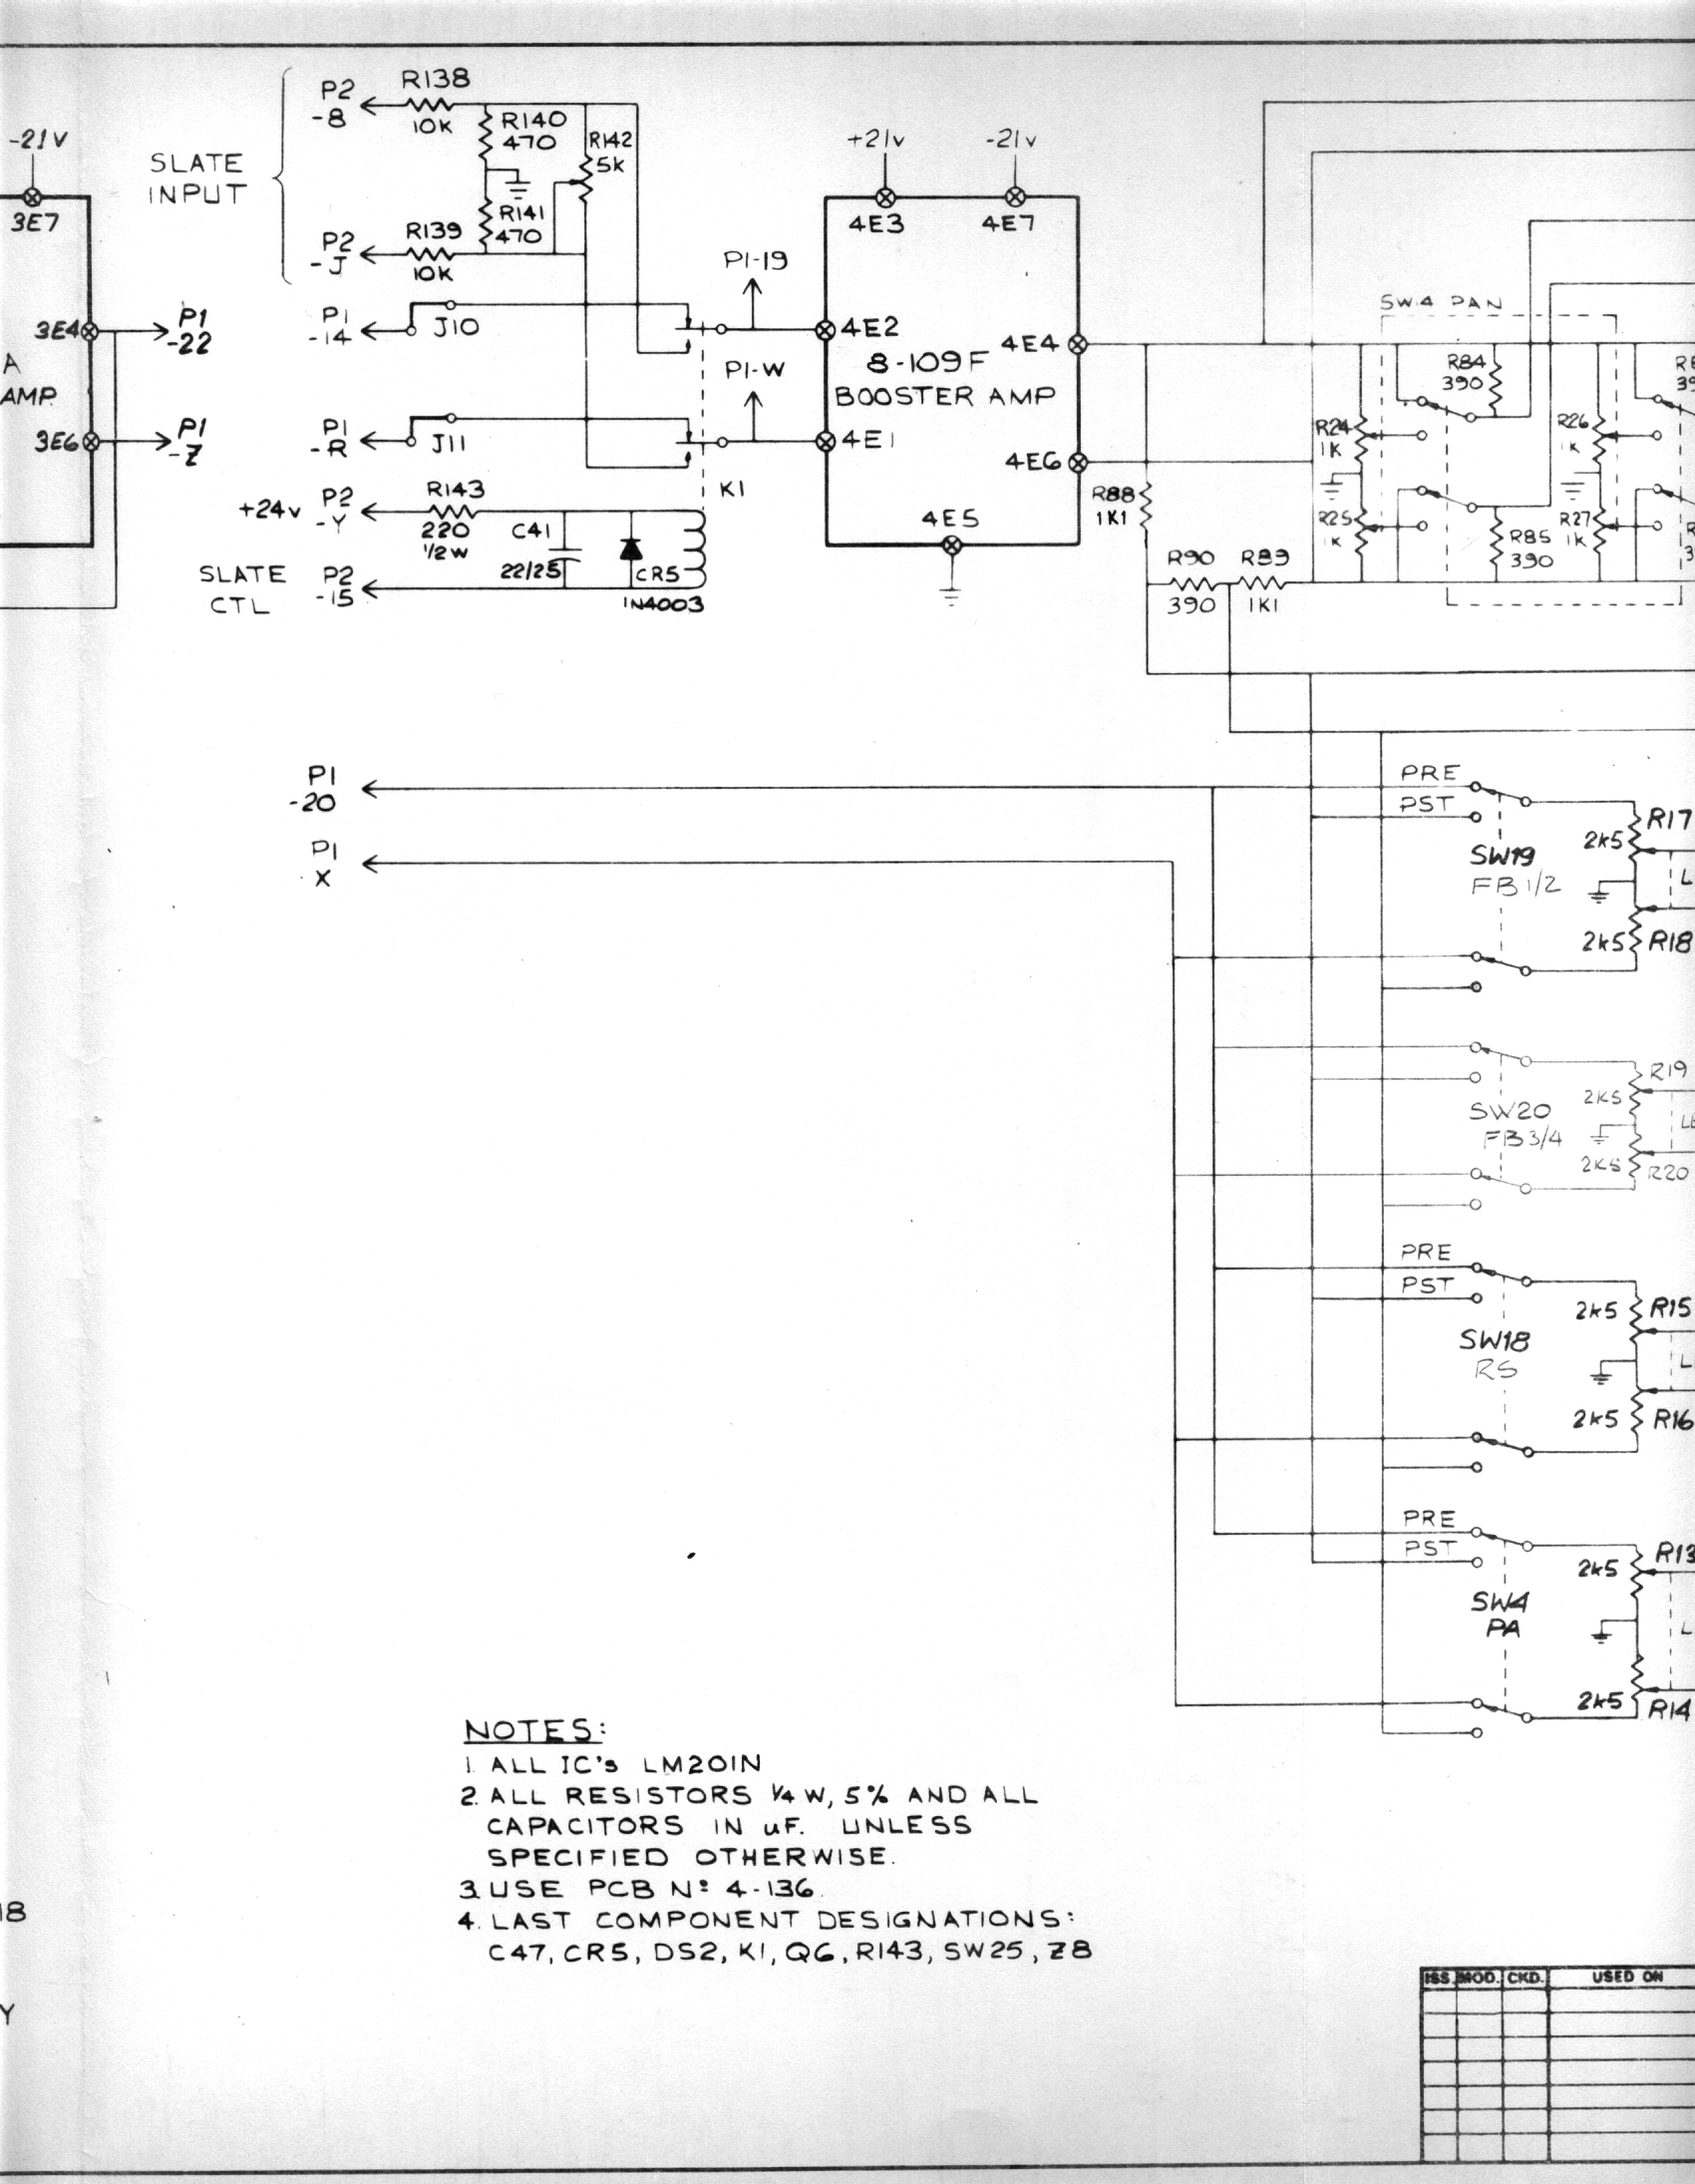 -21V
3E7
3E4
P1
-22
A
AMP.
3E6
P1
-Z
SLATE
INPUT
P2
-8
R138
10K
R140
470
R142
5K
R141
470
P2
-J
R139
10K
P1
-14
J10
P1
-R
J11
P1-19
P1-W
K1
+24v
P2
-Y
R143
220
1/2 W
C41
22/25
CR5
1N4003
SLATE
CTL
P2
-15
+21v
-21v
4E3
4E7
4E2
4E4
8-109F
BOOSTER AMP
4E1
4E6
4E5
R88
1K1
R90
390
R89
1K1
SW14 PAN
R84
390
R24
1K
R26
1K
R25
1K
R85
390
R27
1K
P1
-20
P1
X
PRE
PST
SW19
FB 1/2
2k5
R17
2k5
R18
SW20
FB 3/4
2K5
R19
2K5
R20
PRE
PST
SW18
RS
2k5
R15
2k5
R16
PRE
PST
SW4
PA
2k5
R13
2k5
R14
NOTES:
1. ALL IC's LM201N
2. ALL RESISTORS 1/4 W, 5% AND ALL
CAPACITORS IN uF. UNLESS
SPECIFIED OTHERWISE.
3. USE PCB Nº 4-136.
4. LAST COMPONENT DESIGNATIONS:
C47, CR5, DS2, K1, Q6, R143, SW25, Z8
18
Y
ISS. MOD. CKD. USED ON